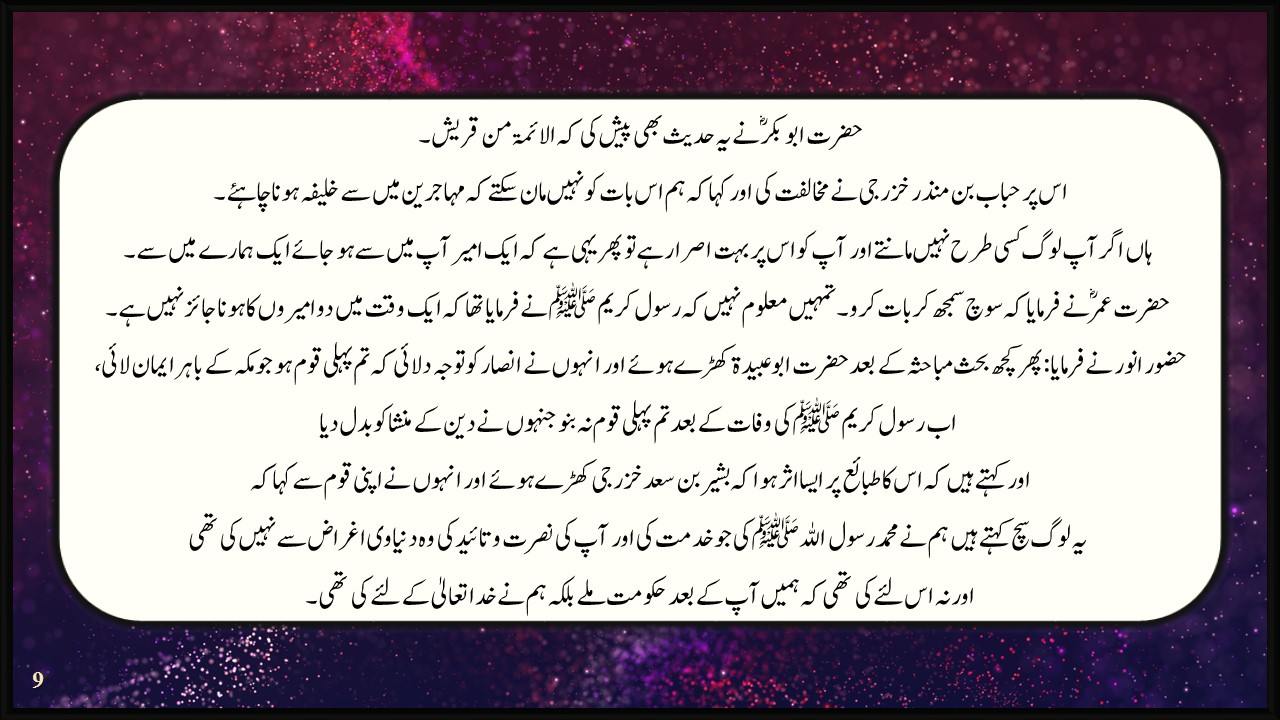 حضرت ابو بکرؓ نے یہ حدیث بھی پیش کی کہ الائمۃ من قریش۔
اس پر حباب بن منذر خزرجی نے مخالفت کی اور کہا کہ ہم اس بات کو نہیں مان سکتے کہ مہاجرین میں سے خلیفہ ہونا چاہئے۔
ہاں اگر آپ لوگ کسی طرح نہیں مانتے اور آپ کو اس پر بہت اصرار ہے تو پھر یہی ہے کہ ایک امیر آپ میں سے ہو جائے ایک ہمارے میں سے۔
حضرت عمرؓ نے فرمایا کہ سوچ سمجھ کر بات کرو۔ تمہیں معلوم نہیں کہ رسول کریم ﷺ نے فرمایا تھا کہ ایک وقت میں دو امیروں کا ہونا جائز نہیں ہے۔
حضور انور نے فرمایا: پھر کچھ بحث مباحثہ کے بعد حضرت ابوعبیدۃ کھڑے ہوئے اور انہوں نے انصار کو توجہ دلائی کہ تم پہلی قوم ہو جو مکہ کے باہر ایمان لائی،
اب رسول کریم ﷺ کی وفات کے بعد تم پہلی قوم نہ بنو جنہوں نے دین کے منشا کو بدل دیا
اور کہتے ہیں کہ اس کا طبائع پر ایسا اثر ہوا کہ بشیر بن سعد خزرجی کھڑے ہوئے اور انہوں نے اپنی قوم سے کہا کہ
یہ لوگ سچ کہتے ہیں ہم نے محمد رسول اللہ ﷺ کی جو خدمت کی اور آپ کی نصرت و تائید کی وہ دنیاوی اغراض سے نہیں کی تھی
اور نہ اس لئے کی تھی کہ ہمیں آپ کے بعد حکومت ملے بلکہ ہم نے خدا تعالیٰ کے لئے کی تھی۔
9